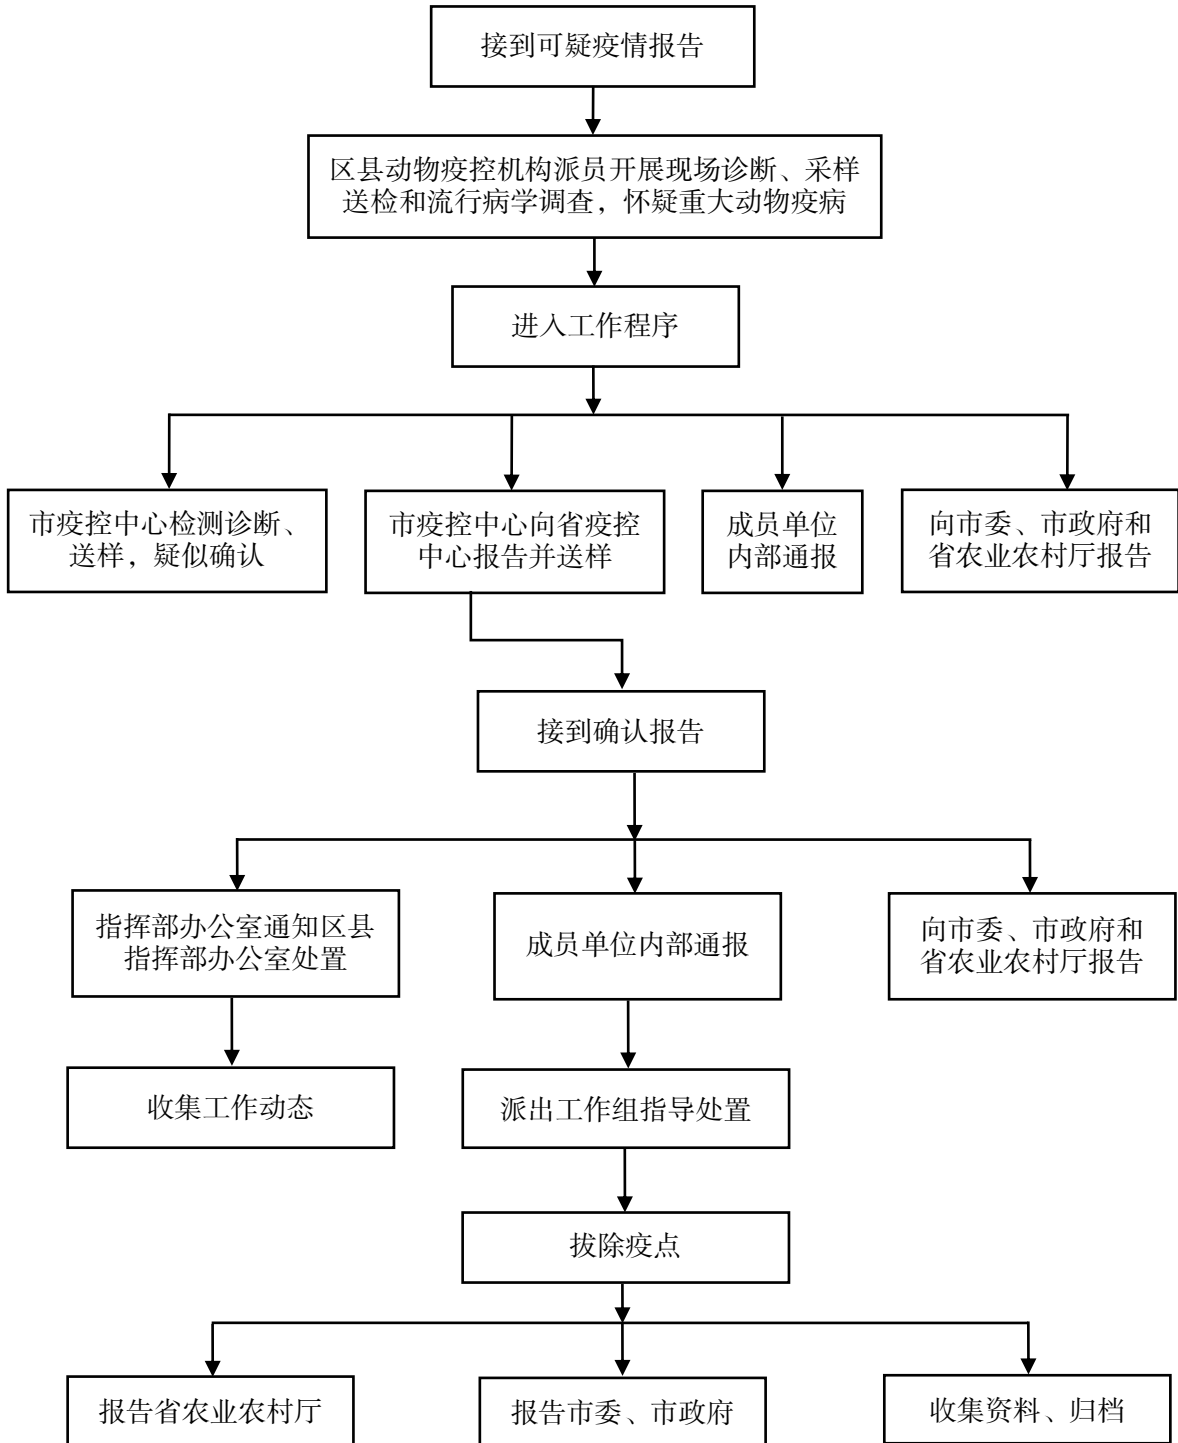 接到可疑疫情报告
区县动物疫控机构派员开展现场诊断、采样
送检和流行病学调查，怀疑重大动物疫病
进入工作程序
市疫控中心检测诊断、
送样，疑似确认
市疫控中心向省疫控
中心报告并送样
成员单位
内部通报
向市委、市政府和
省农业农村厅报告
接到确认报告
指挥部办公室通知区县
指挥部办公室处置
成员单位内部通报
向市委、市政府和
省农业农村厅报告
收集工作动态
派出工作组指导处置
拔除疫点
报告省农业农村厅
报告市委、市政府
收集资料、归档